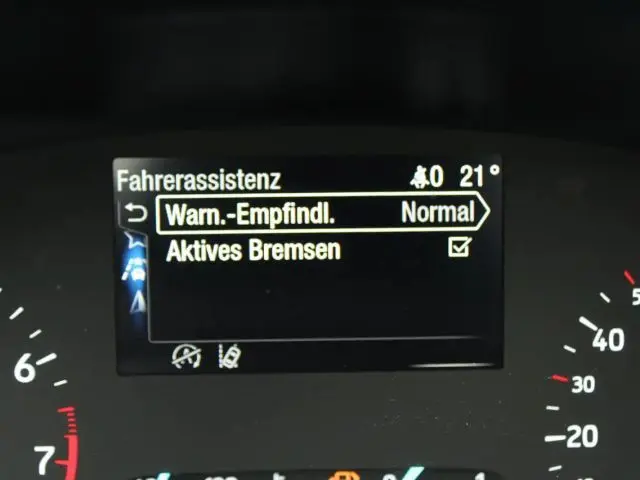 Fahrerassistenz 0 21°
Warn.-Empfindl. Normal
Aktives Bremsen
6
7
40
30
20